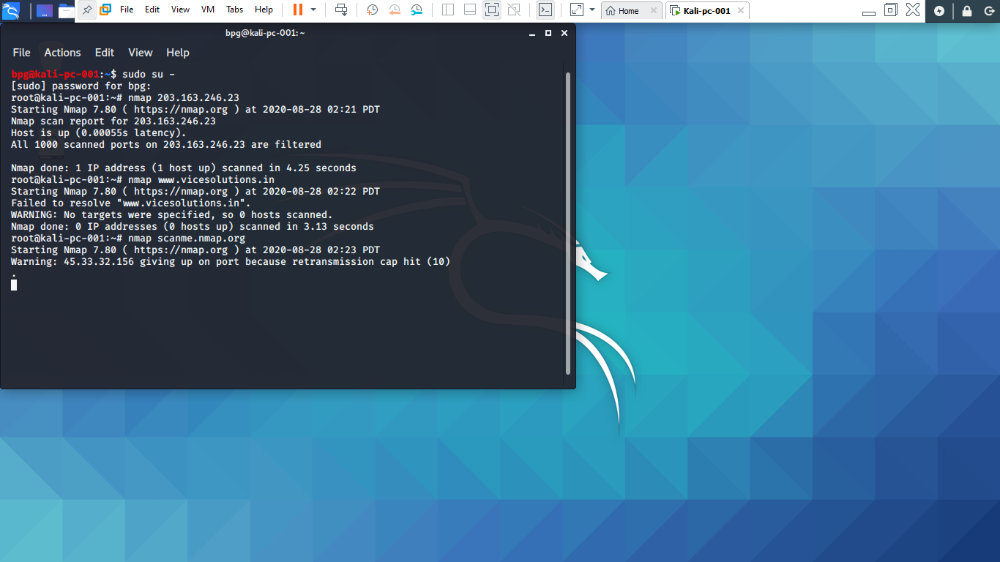 File Edit View VM Tabs Help Home Kali-pc-001
bpg@kali-pc-001:~
File Actions Edit View Help
bpg@kali-pc-001:~$ sudo su -
[sudo] password for bpg:
root@kali-pc-001:~# nmap 203.163.246.23
Starting Nmap 7.80 ( https://nmap.org ) at 2020-08-28 02:21 PDT
Nmap scan report for 203.163.246.23
Host is up (0.00055s latency).
All 1000 scanned ports on 203.163.246.23 are filtered
Nmap done: 1 IP address (1 host up) scanned in 4.25 seconds
root@kali-pc-001:~# nmap www.vicesolutions.in
Starting Nmap 7.80 ( https://nmap.org ) at 2020-08-28 02:22 PDT
Failed to resolve "www.vicesolutions.in".
WARNING: No targets were specified, so 0 hosts scanned.
Nmap done: 0 IP addresses (0 hosts up) scanned in 3.13 seconds
root@kali-pc-001:~# nmap scanme.nmap.org
Starting Nmap 7.80 ( https://nmap.org ) at 2020-08-28 02:23 PDT
Warning: 45.33.32.156 giving up on port because retransmission cap hit (10)
.